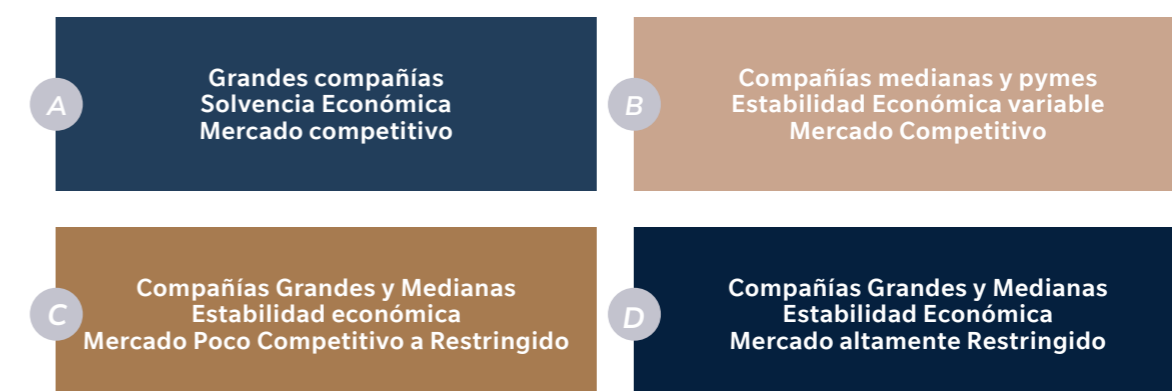 A
Grandes compañías
Solvencia Económica
Mercado competitivo
B
Compañías medianas y pymes
Estabilidad Económica variable
Mercado Competitivo
C
Compañías Grandes y Medianas
Estabilidad económica
Mercado Poco Competitivo a Restringido
D
Compañías Grandes y Medianas
Estabilidad Económica
Mercado altamente Restringido